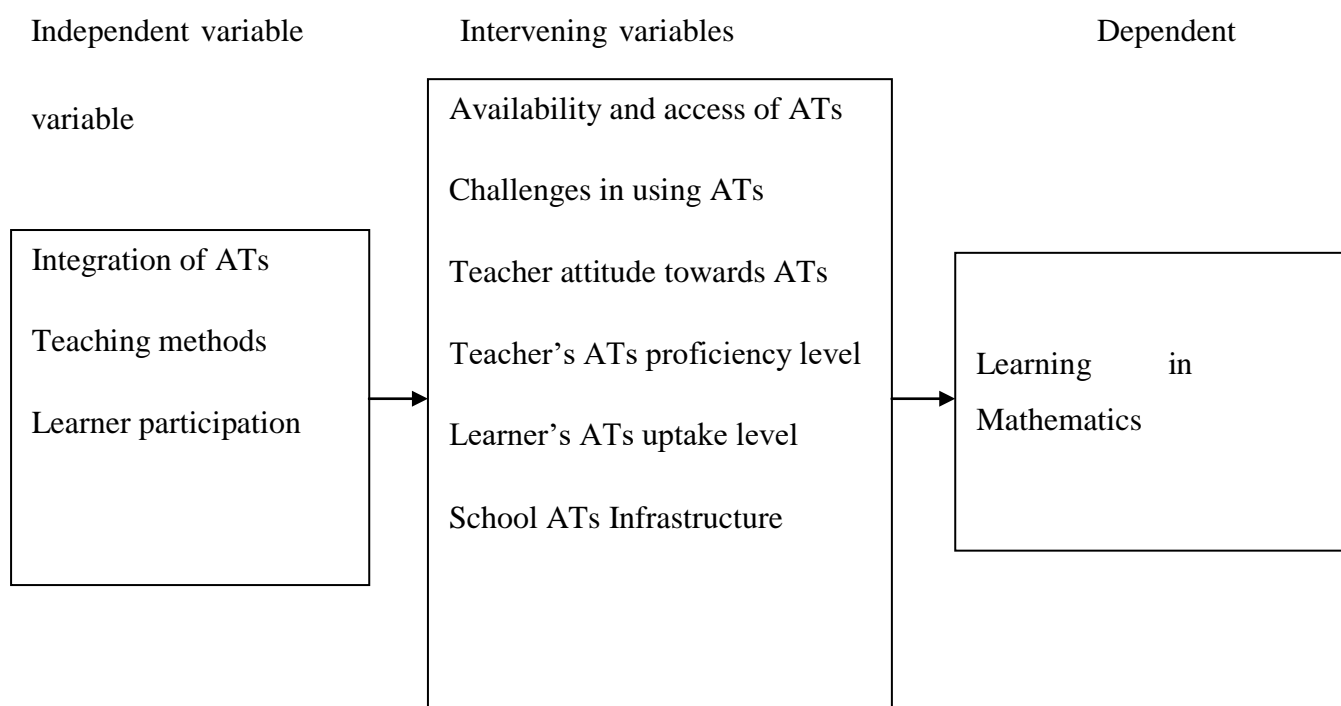 Independent variable Intervening variables Dependent
variable
Integration of ATs
Teaching methods
Learner participation
Availability and access of ATs
Challenges in using ATs
Teacher attitude towards ATs
Teacher’s ATs proficiency level
Learner’s ATs uptake level
School ATs Infrastructure
Learning in
Mathematics